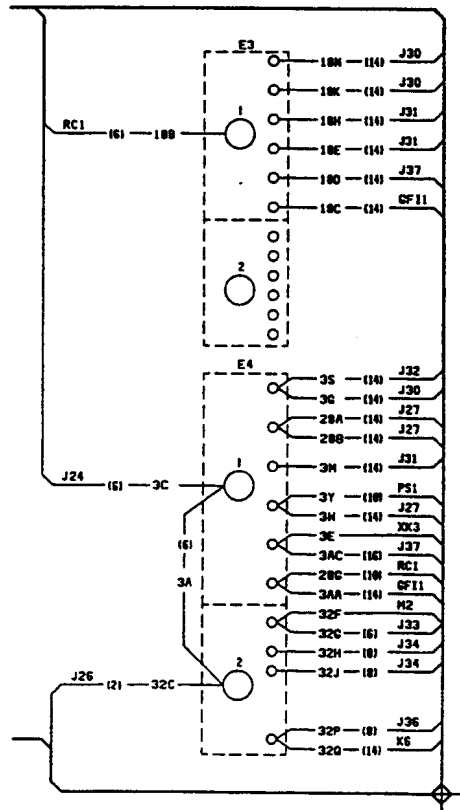 E3
18N (14) J30
18K (14) J30
1
18H (14) J31
RC1 (6) 18B
18E (14) J31
18D (14) J37
18C (14) GFI1
2
E4
3S (14) J32
3G (14) J30
28A (14) J27
28B (14) J27
1
3M (14) J31
J24 (6) 3C
3Y (10) PS1
3W (14) J27
3E XK3
(6)
3AC (16) J37
3A
28G (10) RC1
3AA (14) GFI1
32F M2
32G (6) J33
32H (8) J34
2
32J (8) J34
J26 (2) 32C
32P (8) J36
32Q (14) K6